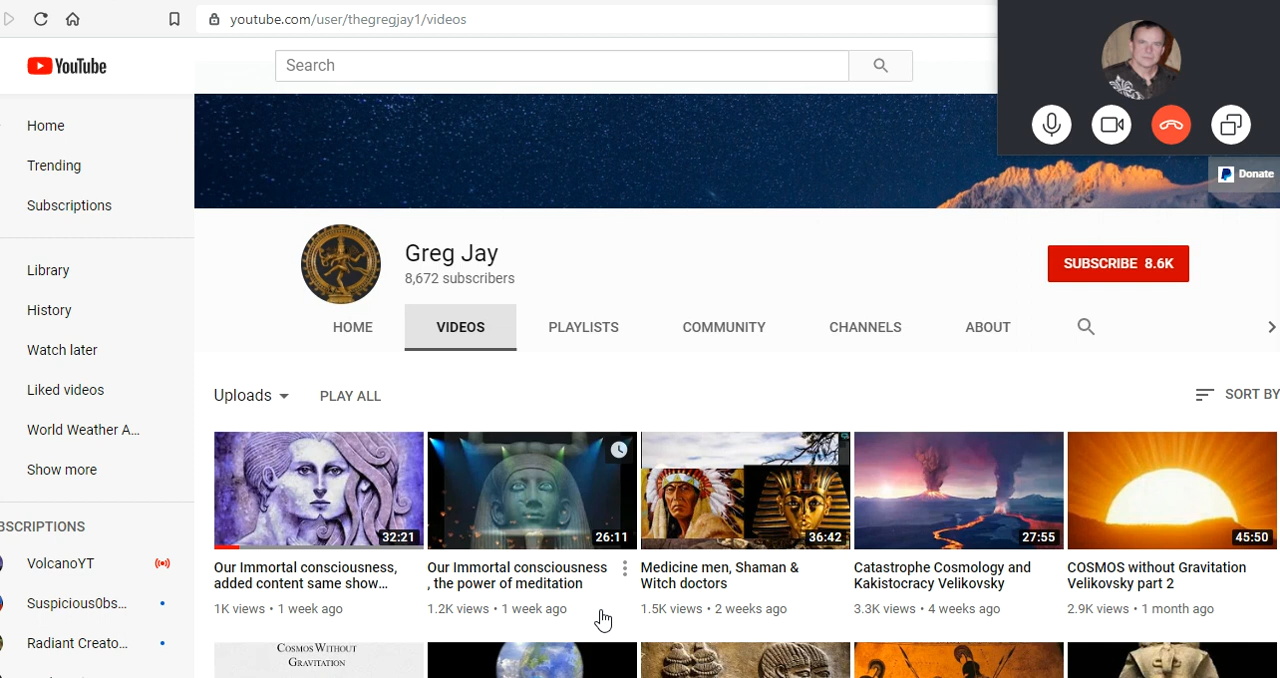 youtube.com/user/thegregjay1/videos
YouTube
Search
Donate
Home
Trending
Subscriptions
Library
History
Watch later
Liked videos
World Weather A...
Show more
BSCRIPTIONS
VolcanoYT
Suspicious0bs...
Radiant Creato...
Greg Jay
8,672 subscribers
SUBSCRIBE 8.6K
HOME VIDEOS PLAYLISTS COMMUNITY CHANNELS ABOUT
Uploads PLAY ALL SORT BY
32:21
26:11
36:42
27:55
45:50
Our Immortal consciousness,
added content same show...
1K views • 1 week ago
Our Immortal consciousness
, the power of meditation
1.2K views • 1 week ago
Medicine men, Shaman &
Witch doctors
1.5K views • 2 weeks ago
Catastrophe Cosmology and
Kakistocracy Velikovsky
3.3K views • 4 weeks ago
COSMOS without Gravitation
Velikovsky part 2
2.9K views • 1 month ago
COSMOS WITHOUT
GRAVITATION